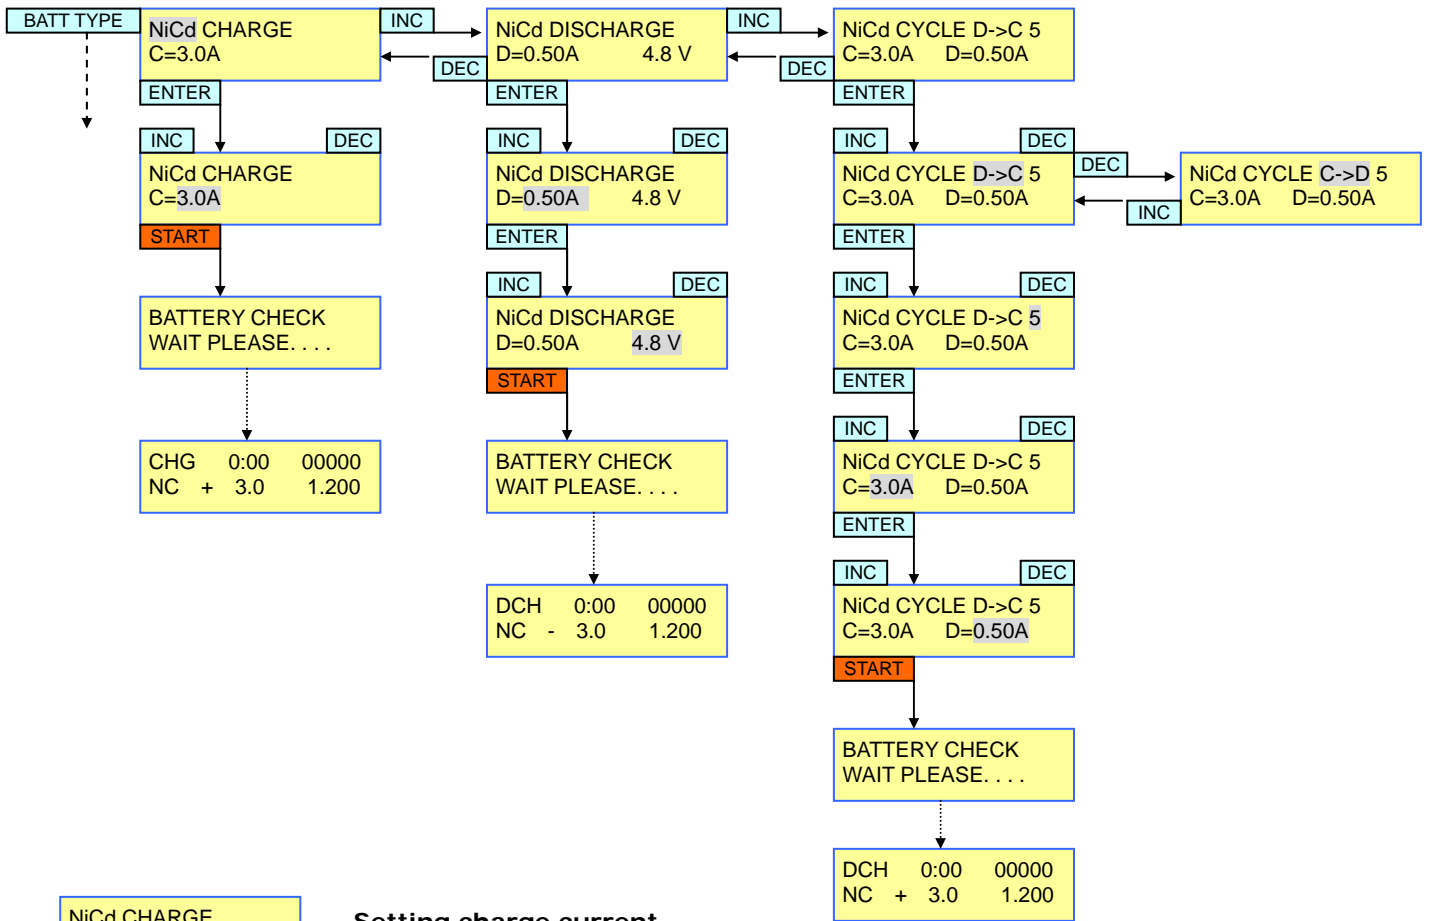 BATT TYPE
NiCd CHARGE
C=3.0A
INC
DEC
NiCd DISCHARGE
D=0.50A 4.8 V
INC
DEC
NiCd CYCLE D->C 5
C=3.0A D=0.50A
ENTER
ENTER
ENTER
INC DEC
NiCd CHARGE
C=3.0A
INC DEC
NiCd DISCHARGE
D=0.50A 4.8 V
INC DEC
NiCd CYCLE D->C 5
C=3.0A D=0.50A
DEC
INC
NiCd CYCLE C->D 5
C=3.0A D=0.50A
START
ENTER
ENTER
BATTERY CHECK
WAIT PLEASE. . . .
INC DEC
NiCd DISCHARGE
D=0.50A 4.8 V
INC DEC
NiCd CYCLE D->C 5
C=3.0A D=0.50A
START
ENTER
CHG 0:00 00000
NC + 3.0 1.200
BATTERY CHECK
WAIT PLEASE. . . .
INC DEC
NiCd CYCLE D->C 5
C=3.0A D=0.50A
ENTER
DCH 0:00 00000
NC - 3.0 1.200
INC DEC
NiCd CYCLE D->C 5
C=3.0A D=0.50A
START
BATTERY CHECK
WAIT PLEASE. . . .
DCH 0:00 00000
NC + 3.0 1.200
NiCd CHARGE
Setting charge current